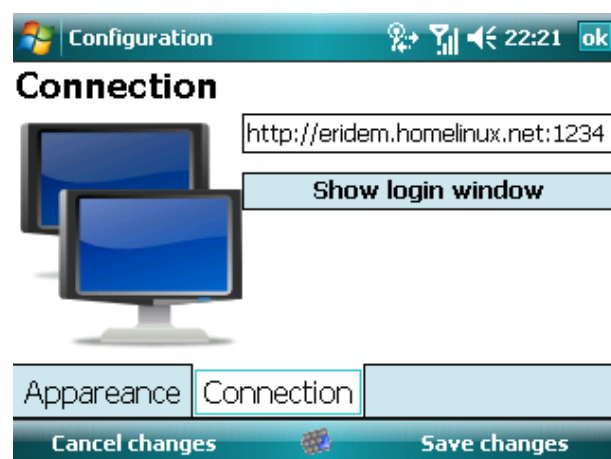 Configuration
22:21 ok
Connection
http://eridem.homelinux.net:1234
Show login window
Appareance Connection
Cancel changes Save changes